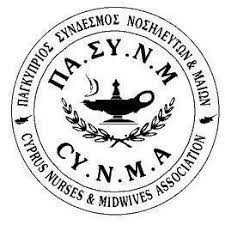 ΠΑΓΚΥΠΡΙΟΣ ΣΥΝΔΕΣΜΟΣ ΝΟΣΗΛΕΥΤΩΝ & ΜΑΙΩΝ
ΠΑ.ΣΥ.Ν.Μ
CY.N.M.A
CYPRUS NURSES & MIDWIVES ASSOCIATION